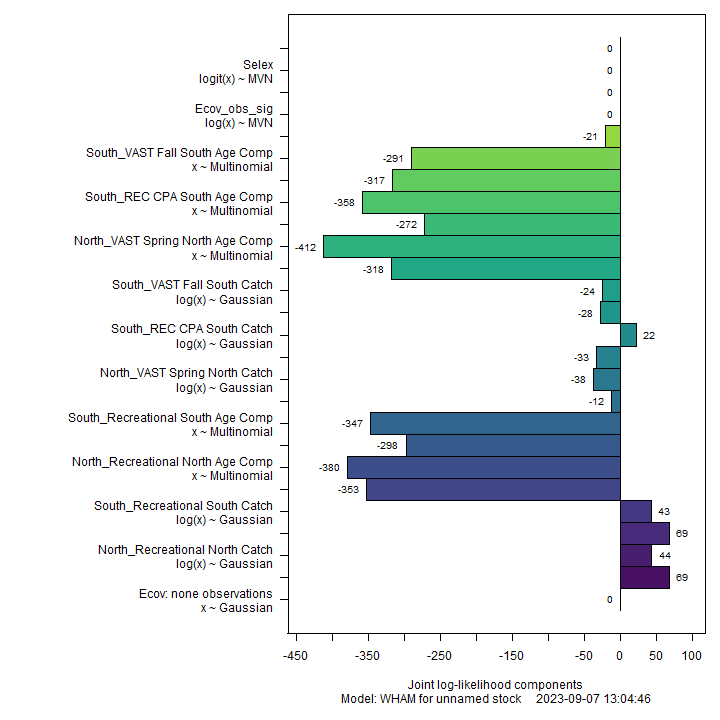 0
Selex
logit(x) ~ MVN
0
0
Ecov_obs_sig
log(x) ~ MVN
0
-21
South_VAST Fall South Age Comp
x ~ Multinomial
-291
-317
South_REC CPA South Age Comp
x ~ Multinomial
-358
-272
North_VAST Spring North Age Comp
x ~ Multinomial
-412
-318
South_VAST Fall South Catch
log(x) ~ Gaussian
-24
-28
South_REC CPA South Catch
log(x) ~ Gaussian
22
-33
North_VAST Spring North Catch
log(x) ~ Gaussian
-38
-12
South_Recreational South Age Comp
x ~ Multinomial
-347
-298
North_Recreational North Age Comp
x ~ Multinomial
-380
-353
South_Recreational South Catch
log(x) ~ Gaussian
43
69
North_Recreational North Catch
log(x) ~ Gaussian
44
69
Ecov: none observations
x ~ Gaussian
0
-450 -350 -250 -150 -50 0 50 100
Joint log-likelihood components
Model: WHAM for unnamed stock 2023-09-07 13:04:46